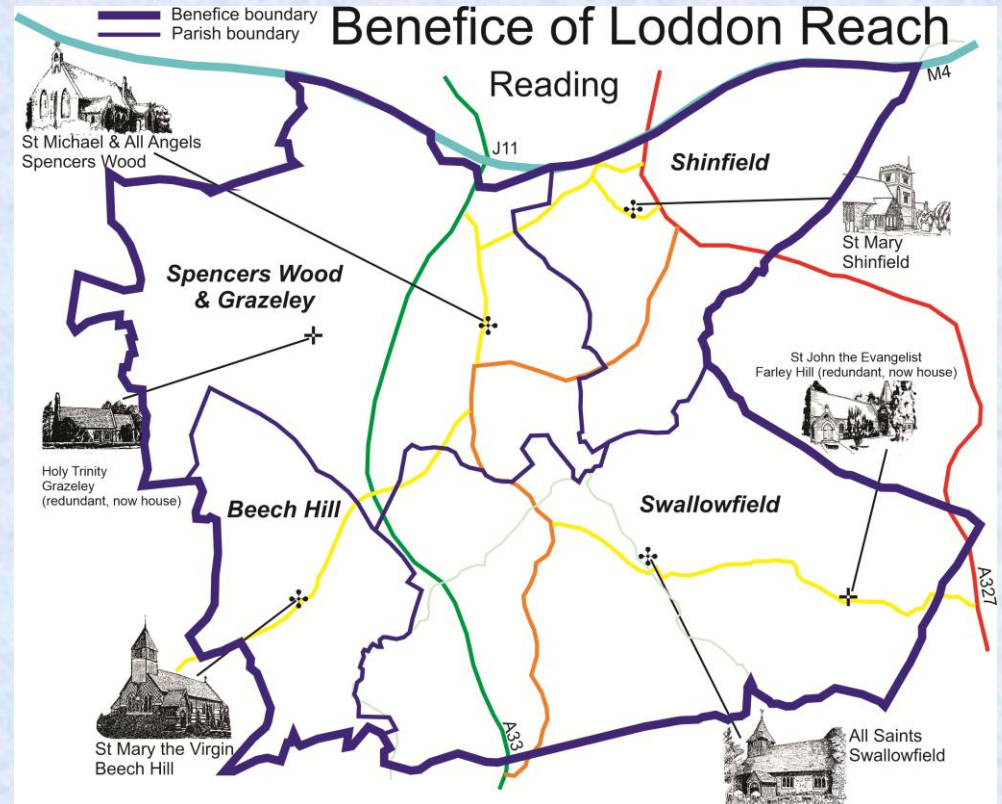 Benefice boundary
Parish boundary
Benefice of Loddon Reach
Reading
M4
St Michael & All Angels
Spencers Wood
J11
Shinfield
St Mary
Shinfield
Spencers Wood
& Grazeley
St John the Evangelist
Farley Hill (redundant, now house)
Holy Trinity
Grazeley
(redundant, now house)
Beech Hill
Swallowfield
A327
St Mary the Virgin
Beech Hill
A33
All Saints
Swallowfield